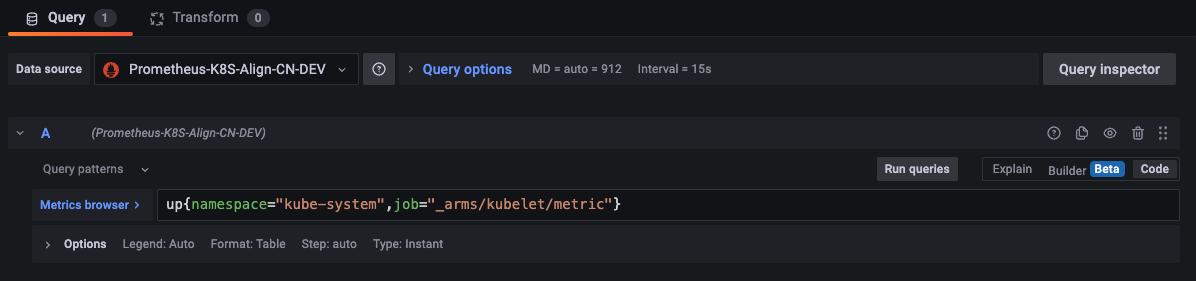 Query 1 Transform 0
Data source Prometheus-K8S-Align-CN-DEV Query options MD = auto = 912 Interval = 15s Query inspector
A (Prometheus-K8S-Align-CN-DEV)
Query patterns Run queries Explain Builder Beta Code
Metrics browser > up{namespace="kube-system",job="_arms/kubelet/metric"}
Options Legend: Auto Format: Table Step: auto Type: Instant